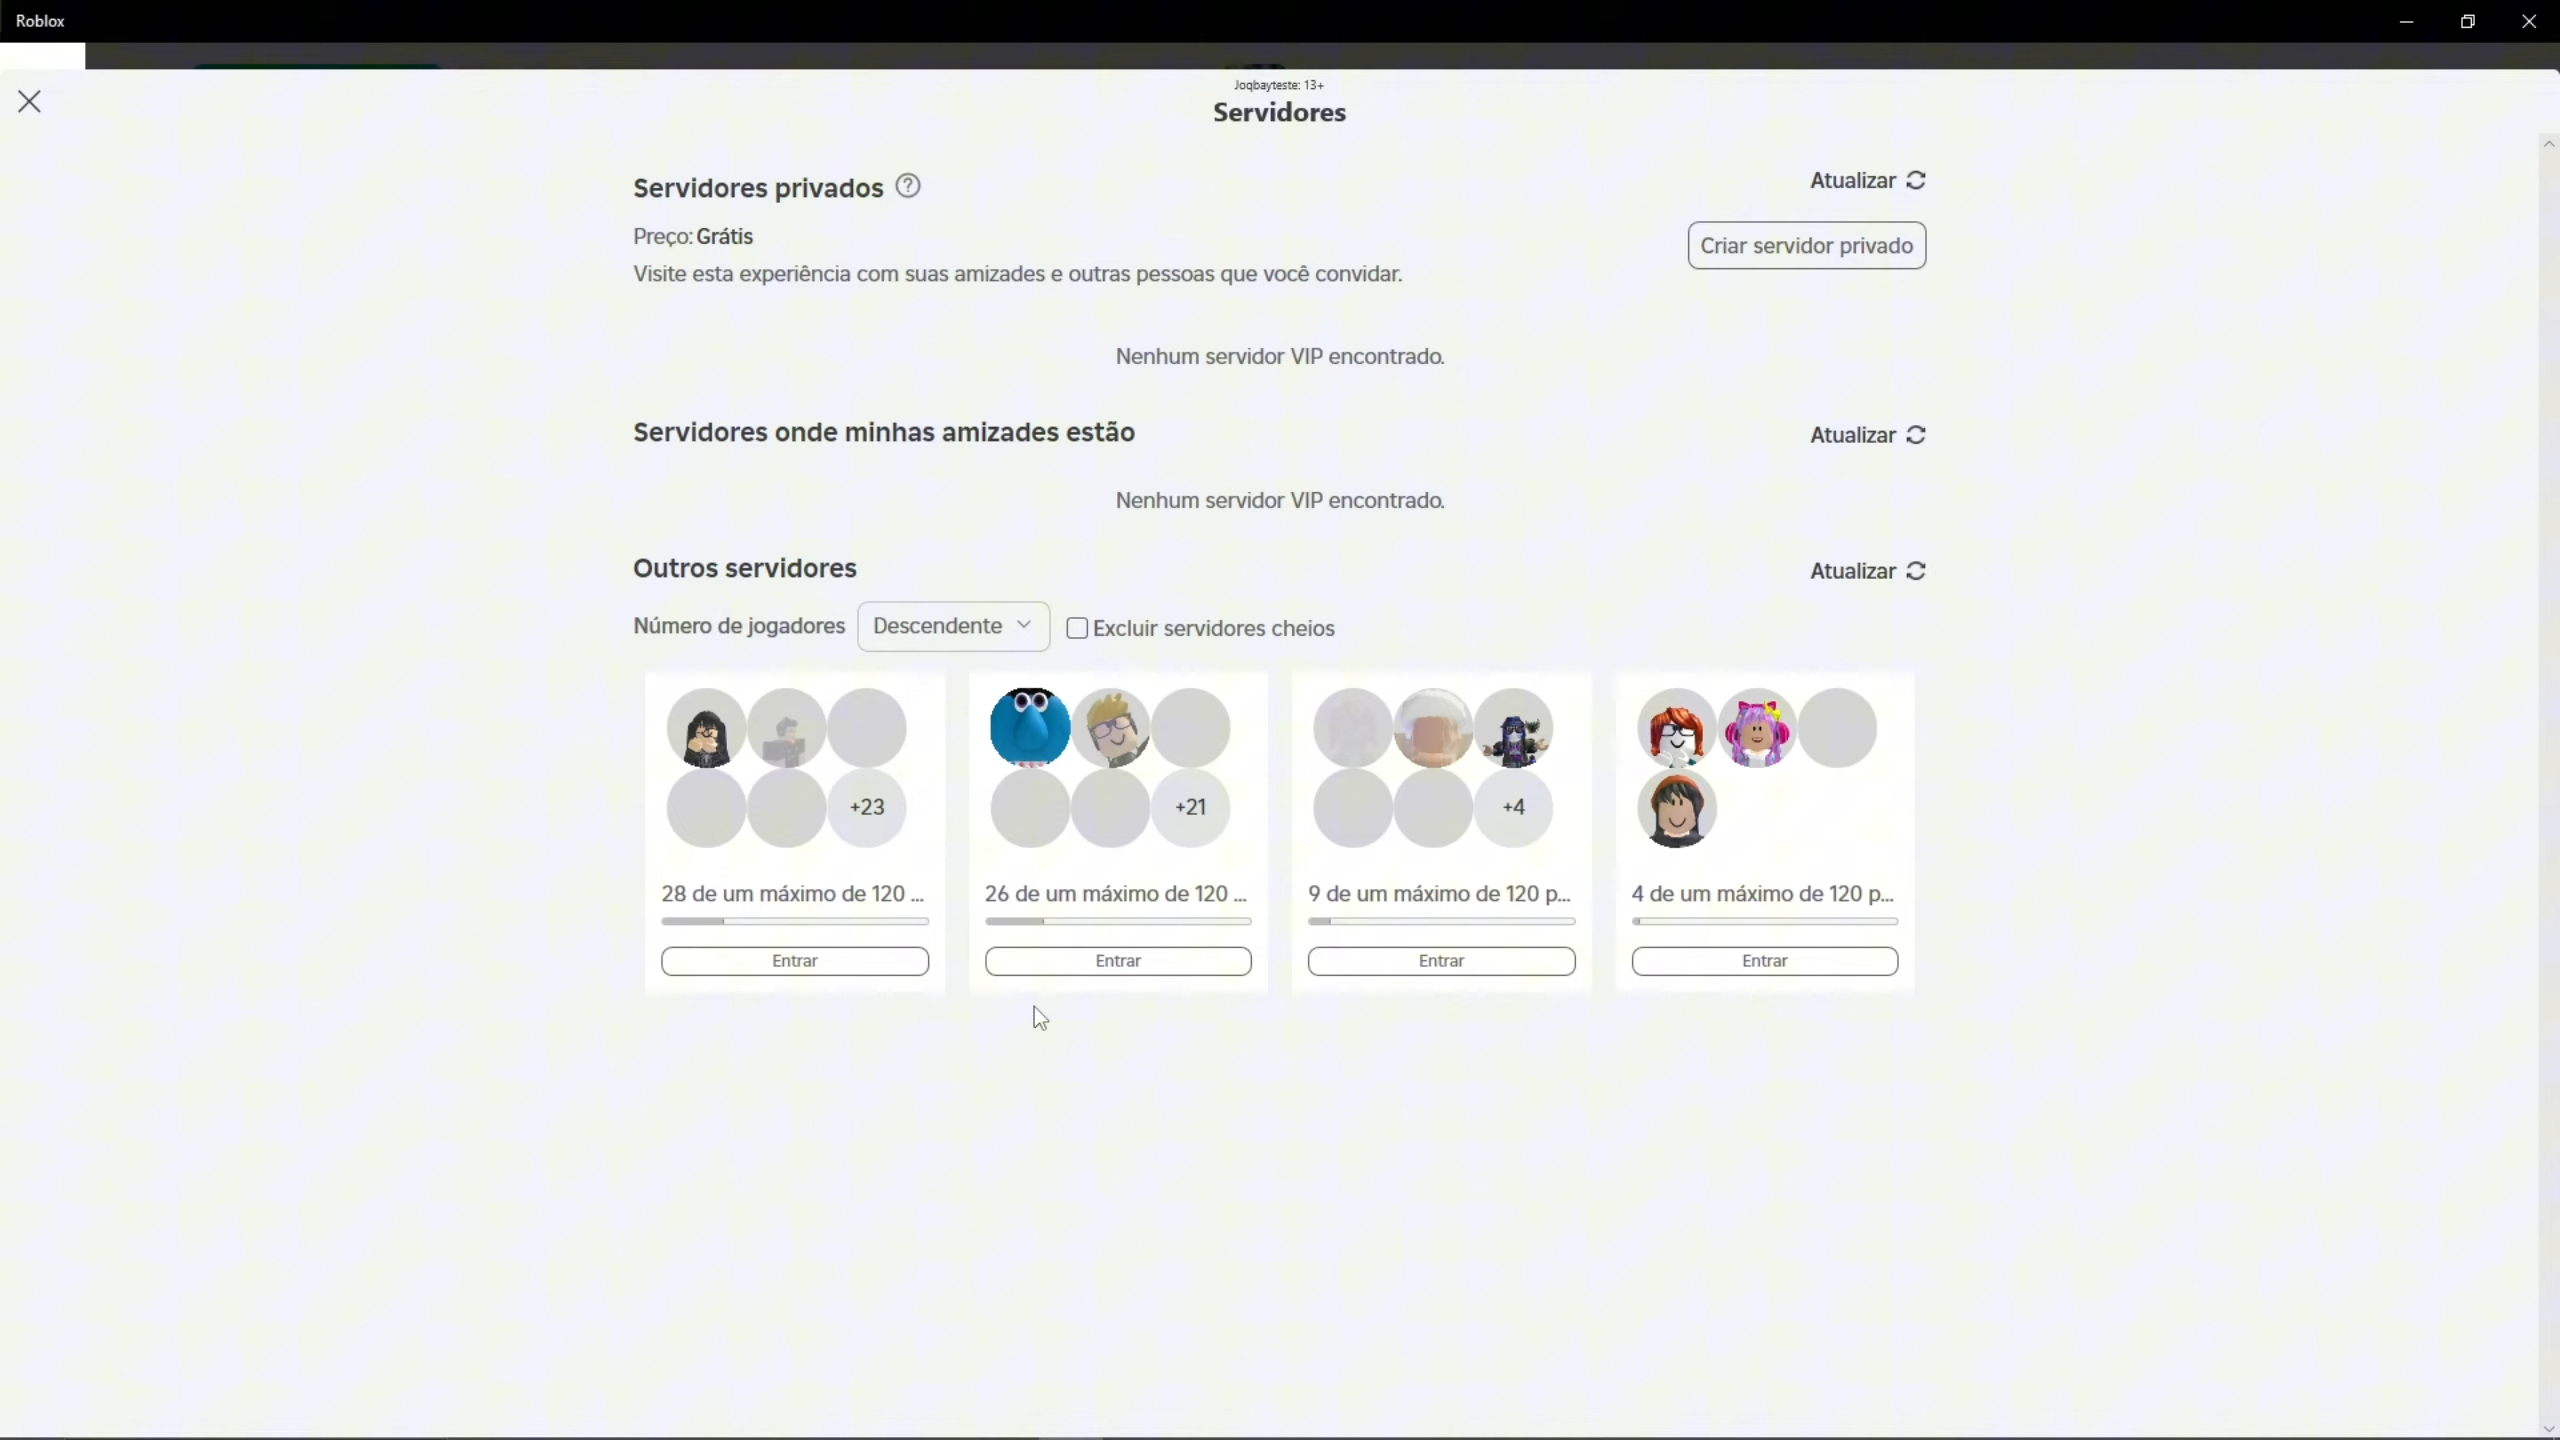 Roblox
Joqbayteste: 13+
Servidores
Servidores privados
Atualizar
Preço: Grátis
Criar servidor privado
Visite esta experiência com suas amizades e outras pessoas que você convidar.
Nenhum servidor VIP encontrado.
Servidores onde minhas amizades estão
Atualizar
Nenhum servidor VIP encontrado.
Outros servidores
Atualizar
Número de jogadores Descendente Excluir servidores cheios
+23 +21 +4
28 de um máximo de 120 ... 26 de um máximo de 120 ... 9 de um máximo de 120 p... 4 de um máximo de 120 p...
Entrar Entrar Entrar Entrar